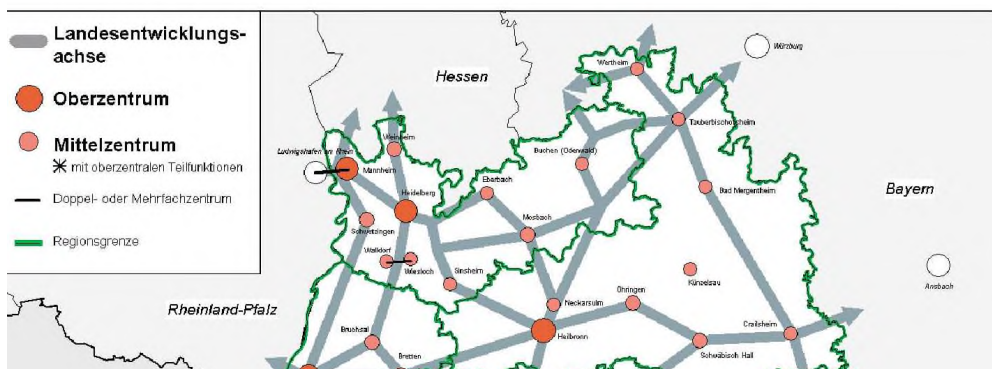 Landesentwicklungs-
achse
Oberzentrum
Mittelzentrum
mit oberzentralen Teilfunktionen
Doppel- oder Mehrfachzentrum
Regionsgrenze
Hessen
Würzburg
Wertheim
Tauberbischofsheim
Weinheim
Ludwigshafen am Rhein
Mannheim
Buchen (Odenwald)
Eberbach
Bad Mergentheim
Bayern
Heidelberg
Schwetzingen
Mosbach
Walldorf
Wiesloch
Sinsheim
Künzelsau
Ansbach
Rheinland-Pfalz
Neckarsulm
Öhringen
Bruchsal
Heilbronn
Crailsheim
Schwäbisch Hall
Bretten